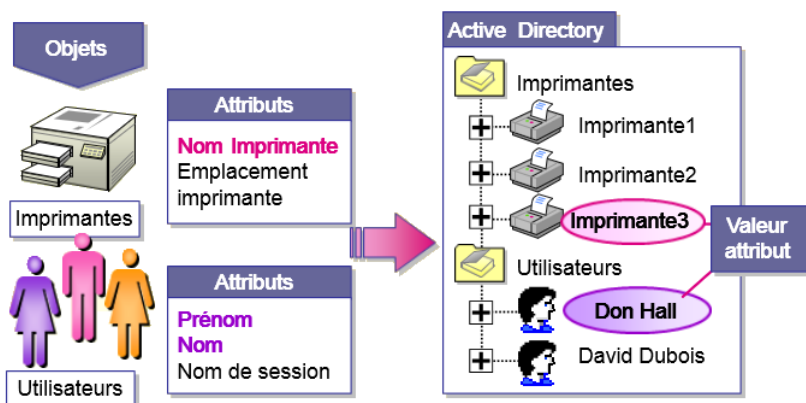 Objets
Imprimantes
Utilisateurs
Attributs
Nom Imprimante
Emplacement
imprimante
Attributs
Prénom
Nom
Nom de session
Active Directory
Imprimantes
Imprimante1
Imprimante2
Imprimante3
Utilisateurs
Don Hall
David Dubois
Valeur
attribut